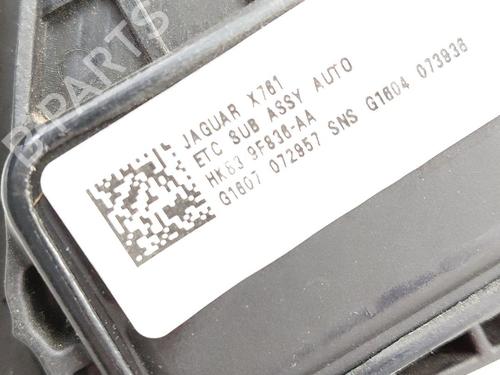 JAGUAR X761
ETC SUB ASSY AUTO
HK83 9F836-AA
G1607 072957 SNS G1604 073936